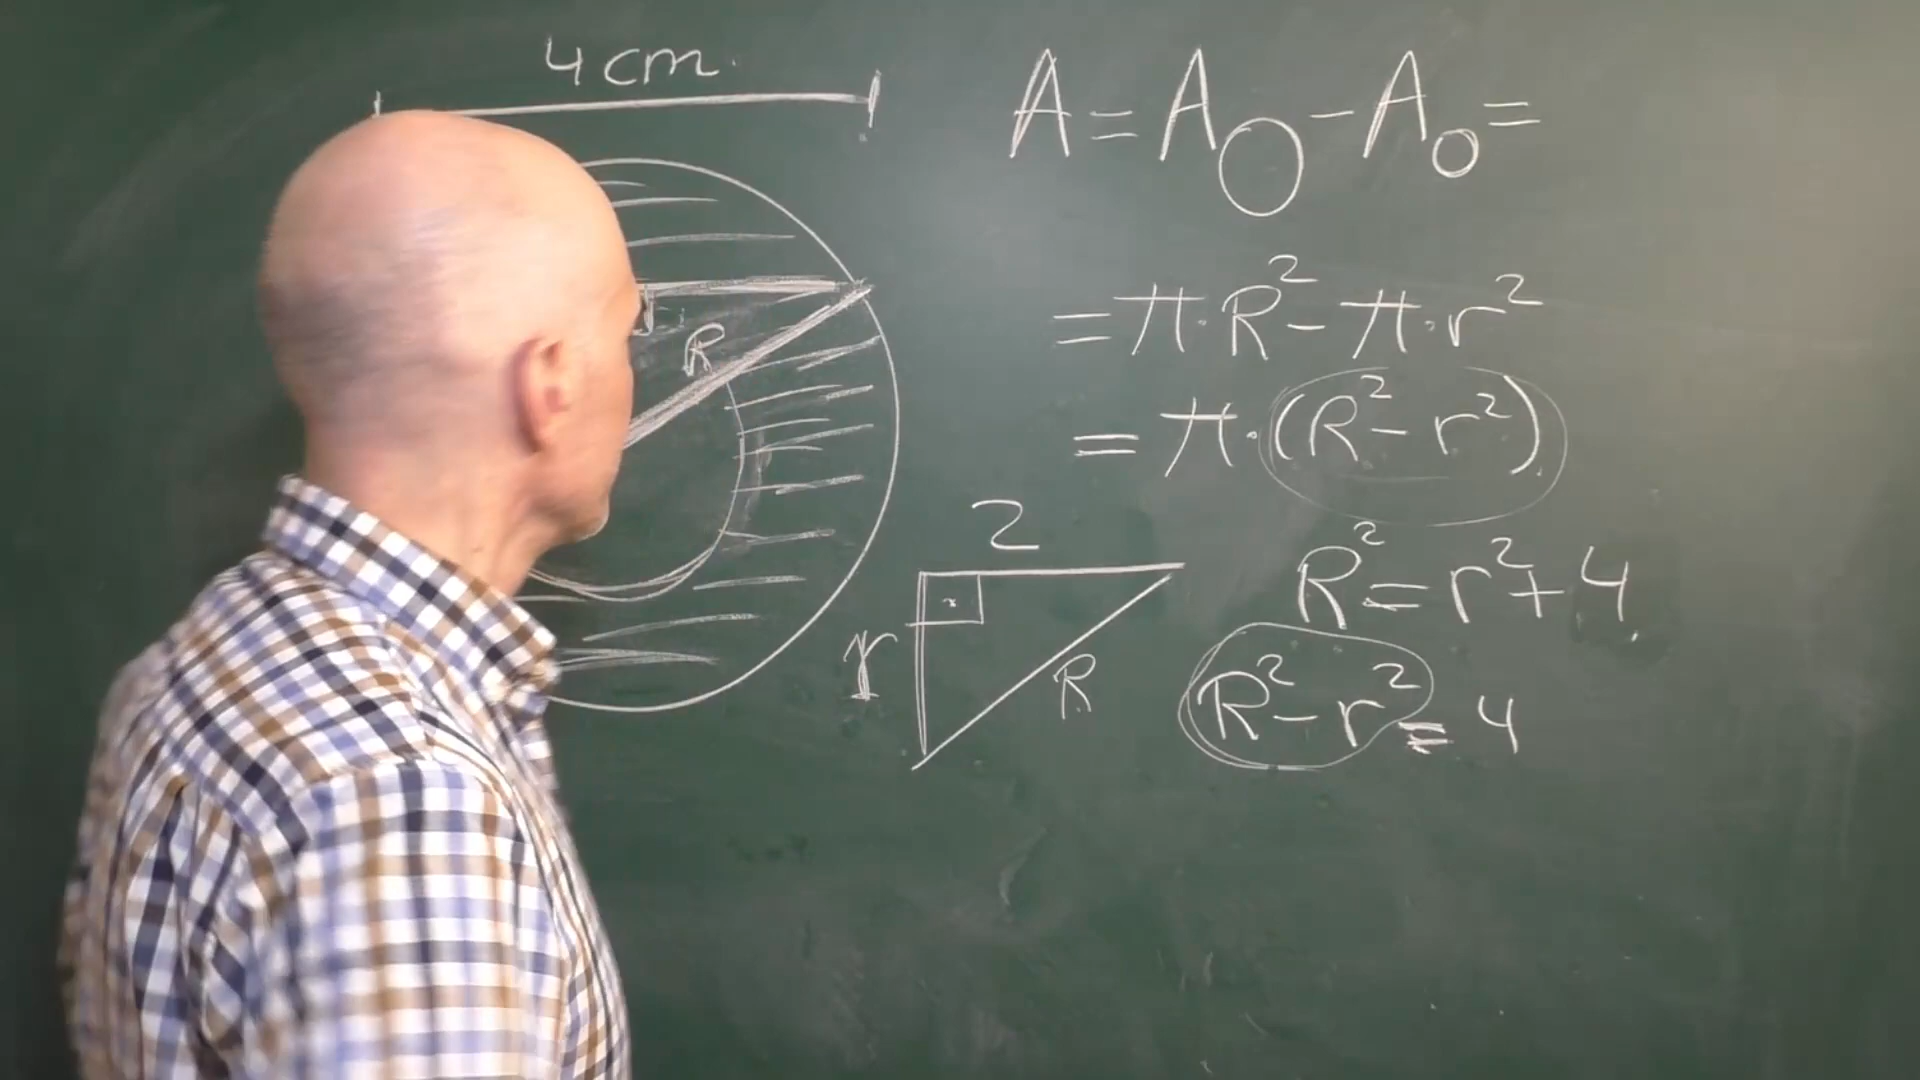 4 cm.
A = A○ - A○ =
= π·R² - π·r²
= π·(R² - r²)
R
2
r
R
R² = r² + 4
R² - r² = 4